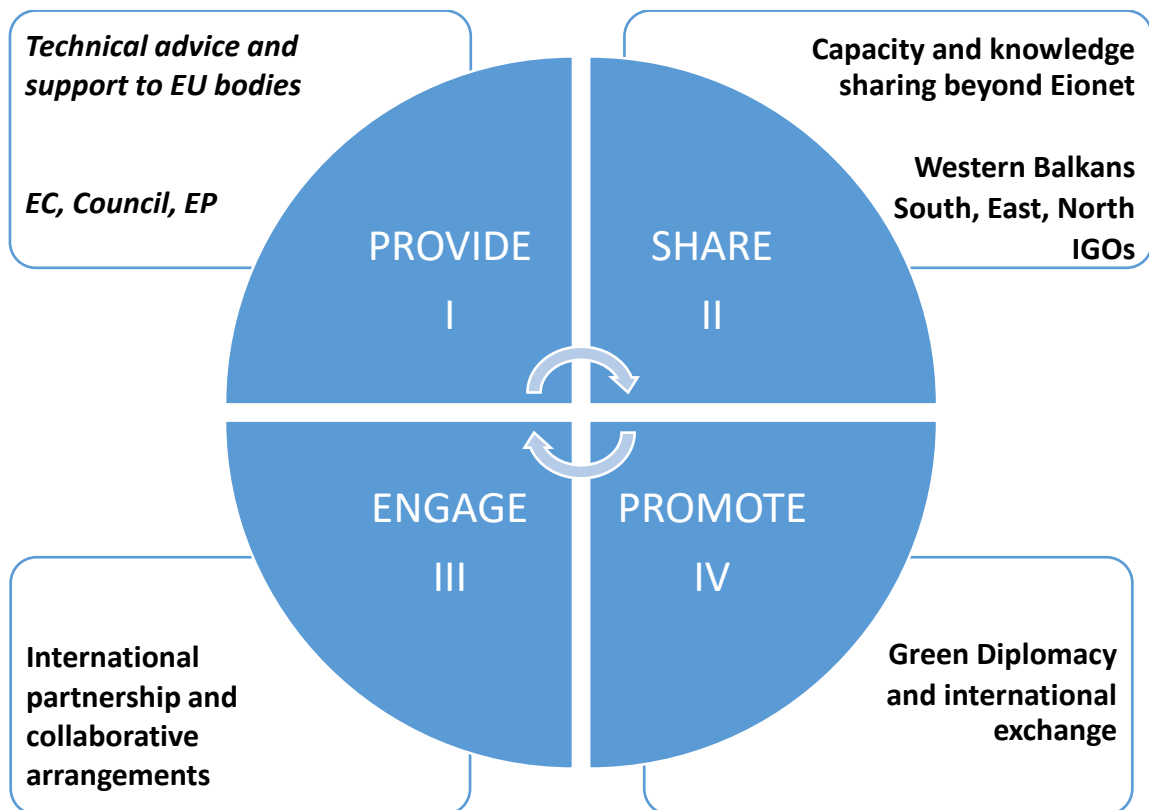 Technical advice and
support to EU bodies
EC, Council, EP
Capacity and knowledge
sharing beyond Eionet
Western Balkans
South, East, North
IGOs
PROVIDE
I
SHARE
II
ENGAGE
III
PROMOTE
IV
International
partnership and
collaborative
arrangements
Green Diplomacy
and international
exchange